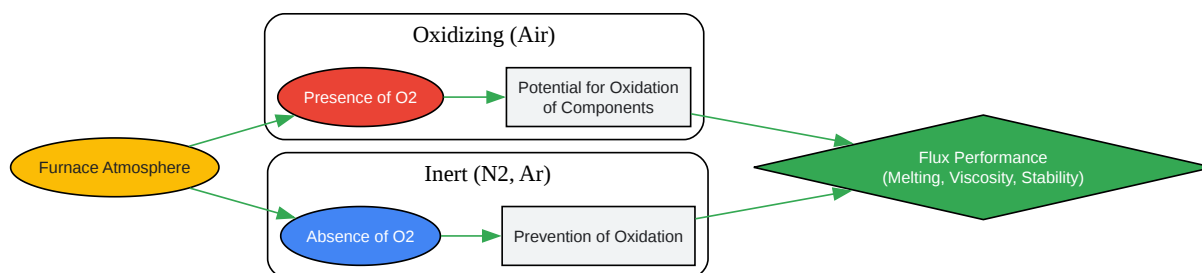 Oxidizing (Air)
Presence of O2
Potential for Oxidation
of Components
Furnace Atmosphere
Inert (N2, Ar)
Absence of O2
Prevention of Oxidation
Flux Performance
(Melting, Viscosity, Stability)